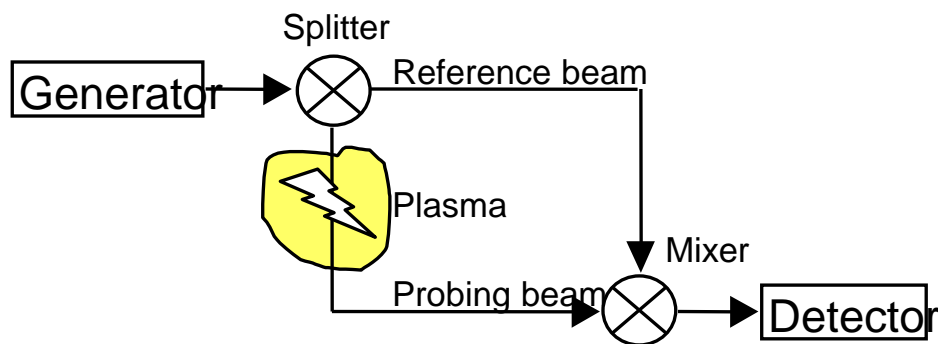 Splitter
Reference beam
Generator
Plasma
Mixer
Probing beam
Detector